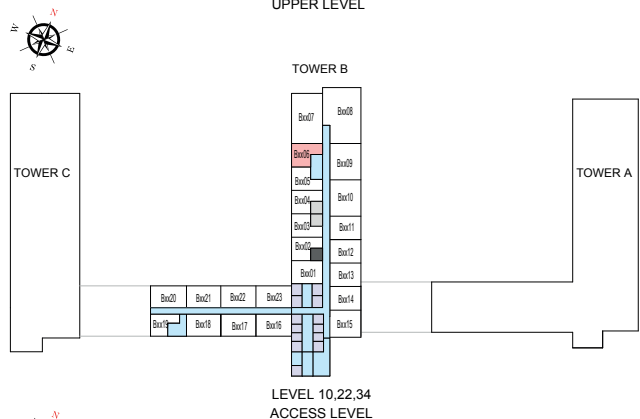 UPPER LEVEL
N
W
E
S
TOWER B
TOWER C
TOWER A
Bxx07
Bxx08
Bxx06
Bxx09
Bxx05
Bxx10
Bxx04
Bxx03
Bxx11
Bxx02
Bxx12
Bxx01
Bxx13
Bxx20
Bxx21
Bxx22
Bxx23
Bxx14
Bxx19
Bxx18
Bxx17
Bxx16
Bxx15
LEVEL 10,22,34
ACCESS LEVEL
N